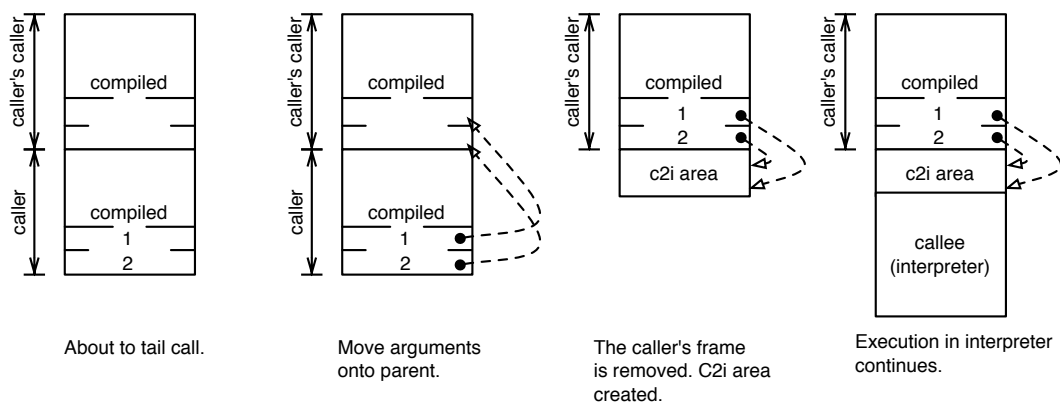 caller's caller
compiled
caller
compiled
1
2
About to tail call.
caller's caller
compiled
caller
compiled
1
2
Move arguments
onto parent.
caller's caller
compiled
1
2
c2i area
The caller's frame
is removed. C2i area
created.
caller's caller
compiled
1
2
c2i area
callee
(interpreter)
Execution in interpreter
continues.